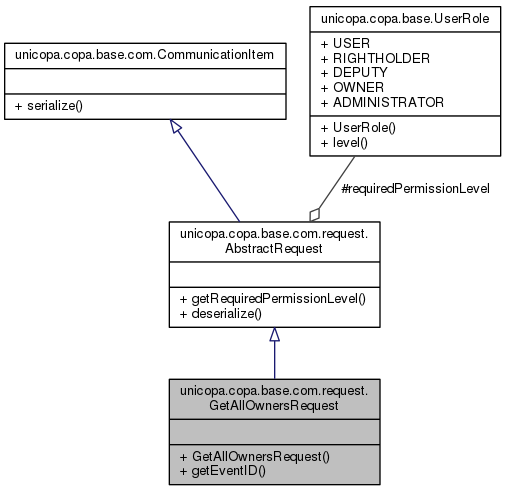 unicopa.copa.base.UserRole
+ USER
+ RIGHTHOLDER
+ DEPUTY
+ OWNER
+ ADMINISTRATOR
+ UserRole()
+ level()
unicopa.copa.base.com.CommunicationItem
+ serialize()
#requiredPermissionLevel
unicopa.copa.base.com.request.
AbstractRequest
+ getRequiredPermissionLevel()
+ deserialize()
unicopa.copa.base.com.request.
GetAllOwnersRequest
+ GetAllOwnersRequest()
+ getEventID()